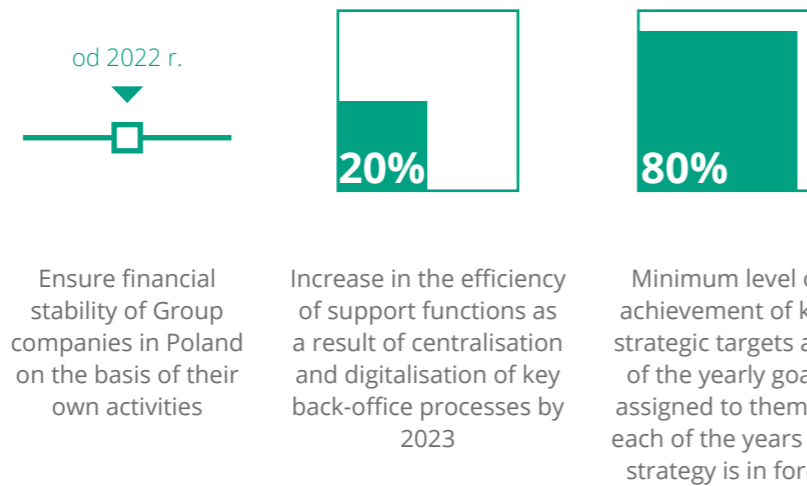 od 2022 r.
20%
80%
Ensure financial
stability of Group
companies in Poland
on the basis of their
own activities
Increase in the efficiency
of support functions as
a result of centralisation
and digitalisation of key
back-office processes by
2023
Minimum level
achievement of
strategic targets
of the yearly
assigned to them
each of the years
strategy is in